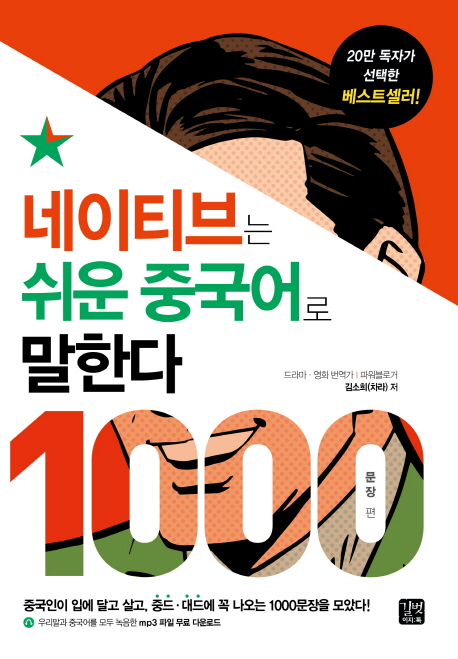 20만 독자가
선택한
베스트셀러!
네이티브는
쉬운 중국어로
말한다
드라마 · 영화 번역가 | 파워블로거
김소희(차라) 저
1000
문장 편
중국인이 입에 달고 살고, 중드 · 대드에 꼭 나오는 1000문장을 모았다!
우리말과 중국어를 모두 녹음한 mp3 파일 무료 다운로드
길벗
이지:톡